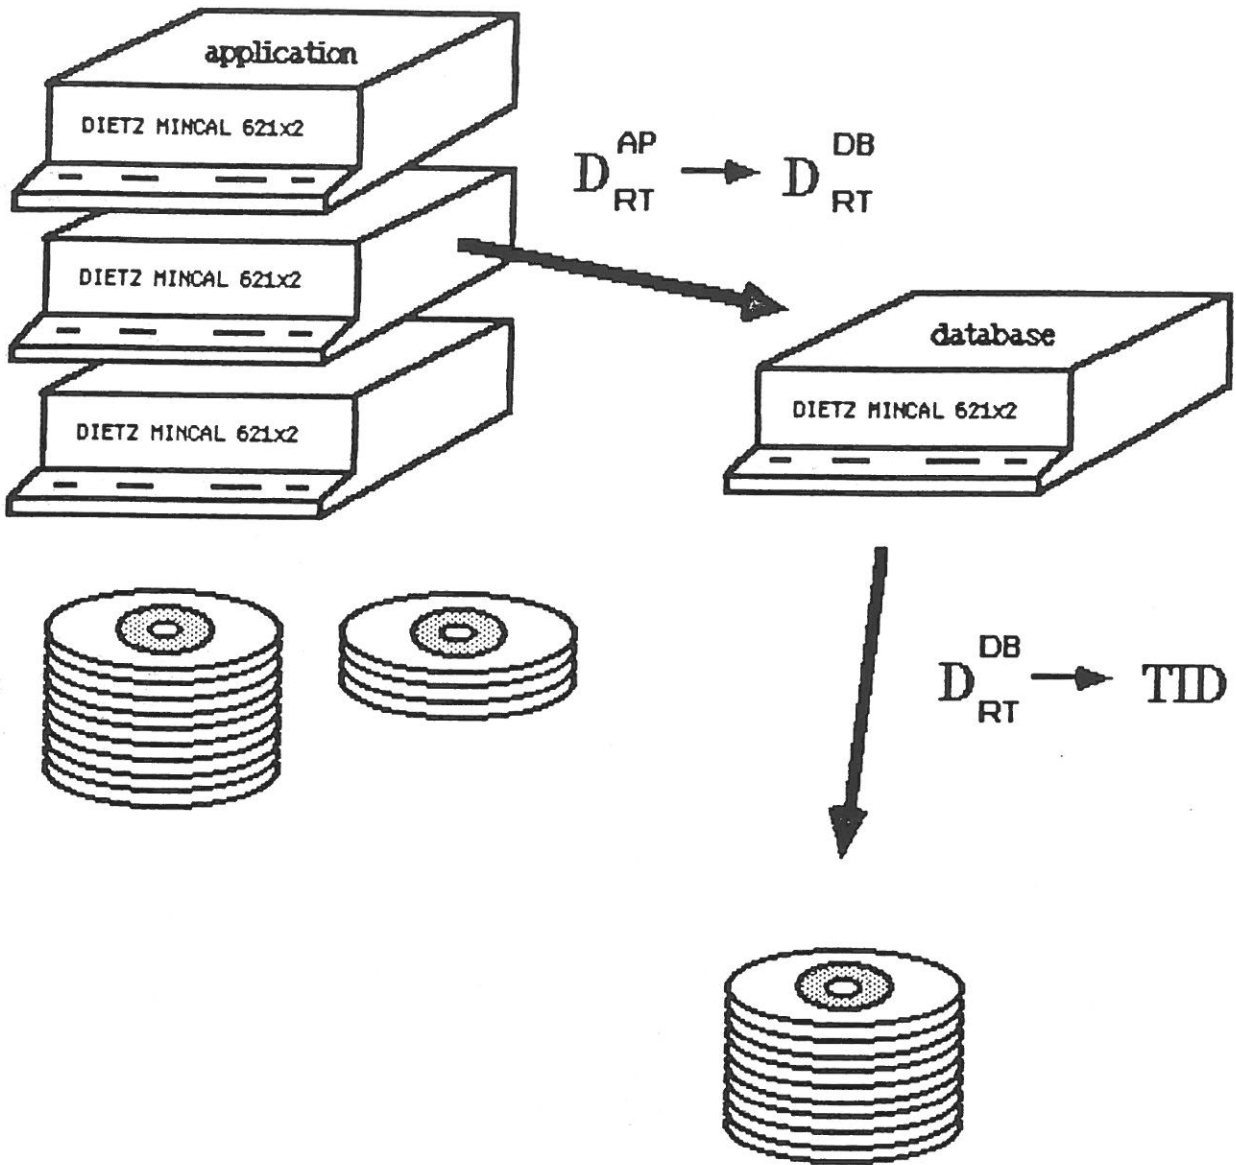 application
DIETZ MINCAL 621x2
D AP RT → D DB RT
DIETZ MINCAL 621x2
database
DIETZ MINCAL 621x2
DIETZ MINCAL 621x2
D DB RT → TID